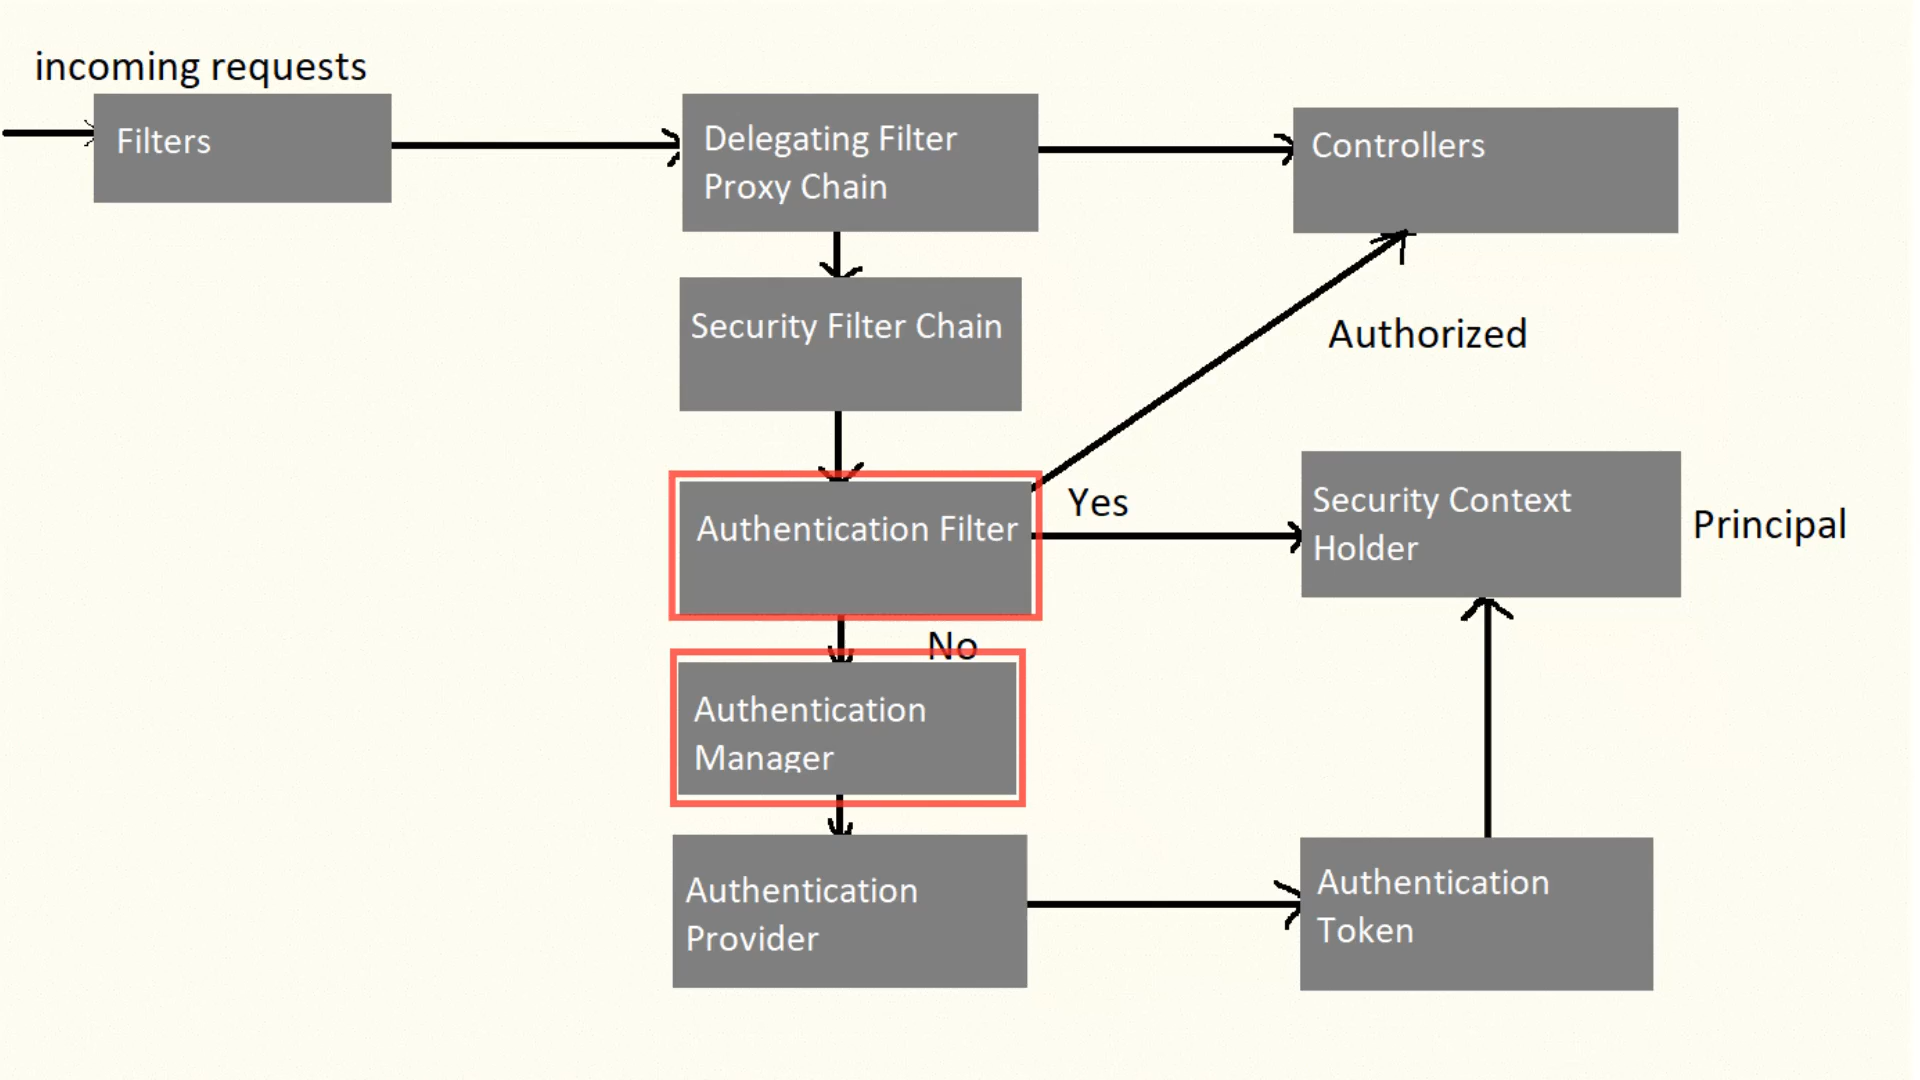 incoming requests
Filters
Delegating Filter
Proxy Chain
Controllers
Security Filter Chain
Authorized
Authentication Filter
Yes
Security Context
Holder
Principal
No
Authentication
Manager
Authentication
Provider
Authentication
Token